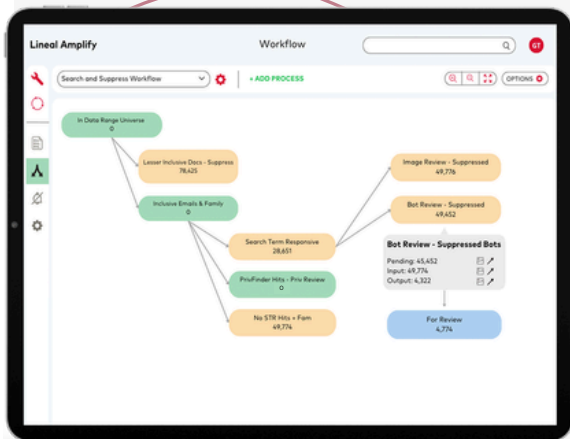 Lineal Amplify
Workflow
GT
Search and Suppress Workflow
+ ADD PROCESS
OPTIONS
In Data Range Universe
0
Lesser Inclusive Docs - Suppress
78,425
Inclusive Emails & Family
0
Search Term Responsive
28,651
PrivFinder Hits - Priv Review
0
No STR Hits + Fam
49,774
Image Review - Suppressed
49,776
Bot Review - Suppressed
49,452
Bot Review - Suppressed Bots
Pending: 45,452
Input: 49,774
Output: 4,322
For Review
4,774